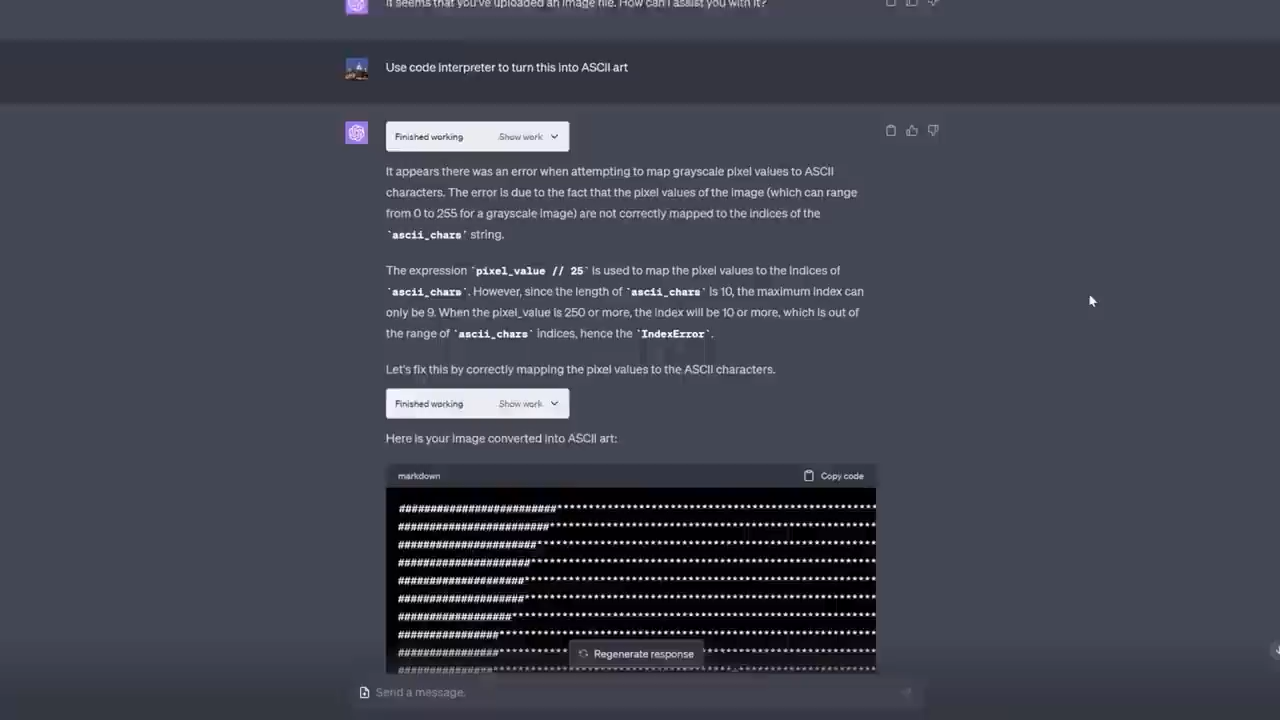 It seems that you've uploaded an image file. How can I assist you with it?
Use code interpreter to turn this into ASCII art
Finished working Show work
It appears there was an error when attempting to map grayscale pixel values to ASCII
characters. The error is due to the fact that the pixel values of the image (which can range
from 0 to 255 for a grayscale image) are not correctly mapped to the indices of the
`ascii_chars` string.
The expression `pixel_value // 25` is used to map the pixel values to the indices of
`ascii_chars`. However, since the length of `ascii_chars` is 10, the maximum index can
only be 9. When the pixel_value is 250 or more, the index will be 10 or more, which is out of
the range of `ascii_chars` indices, hence the `IndexError`.
Let's fix this by correctly mapping the pixel values to the ASCII characters.
Finished working Show work
Here is your image converted into ASCII art:
markdown Copy code
Regenerate response
Send a message.